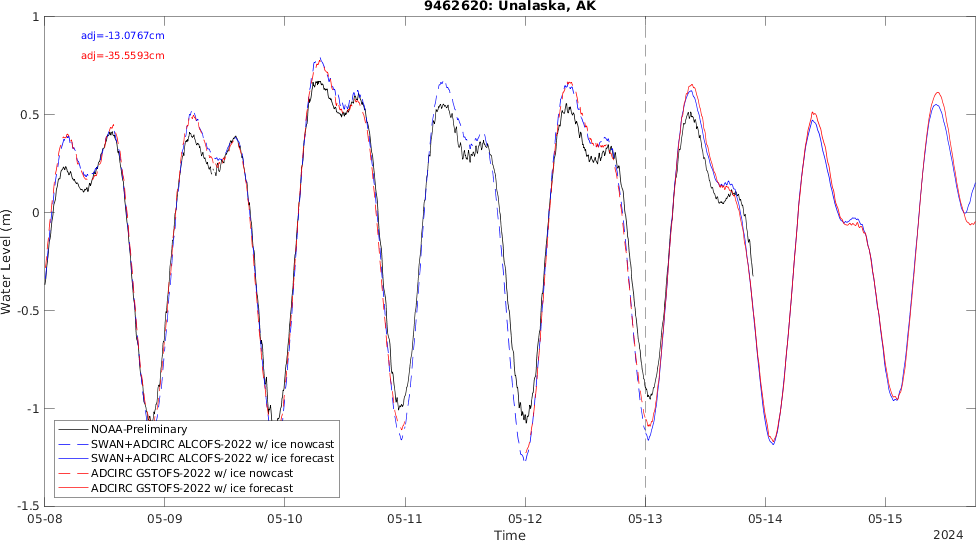 9462620: Unalaska, AK
adj=-13.0767cm
adj=-35.5593cm
Water Level (m)
1
0.5
0
-0.5
-1
-1.5
NOAA-Preliminary
SWAN+ADCIRC ALCOFS-2022 w/ ice nowcast
SWAN+ADCIRC ALCOFS-2022 w/ ice forecast
ADCIRC GSTOFS-2022 w/ ice nowcast
ADCIRC GSTOFS-2022 w/ ice forecast
05-08 05-09 05-10 05-11 05-12 05-13 05-14 05-15
Time
2024